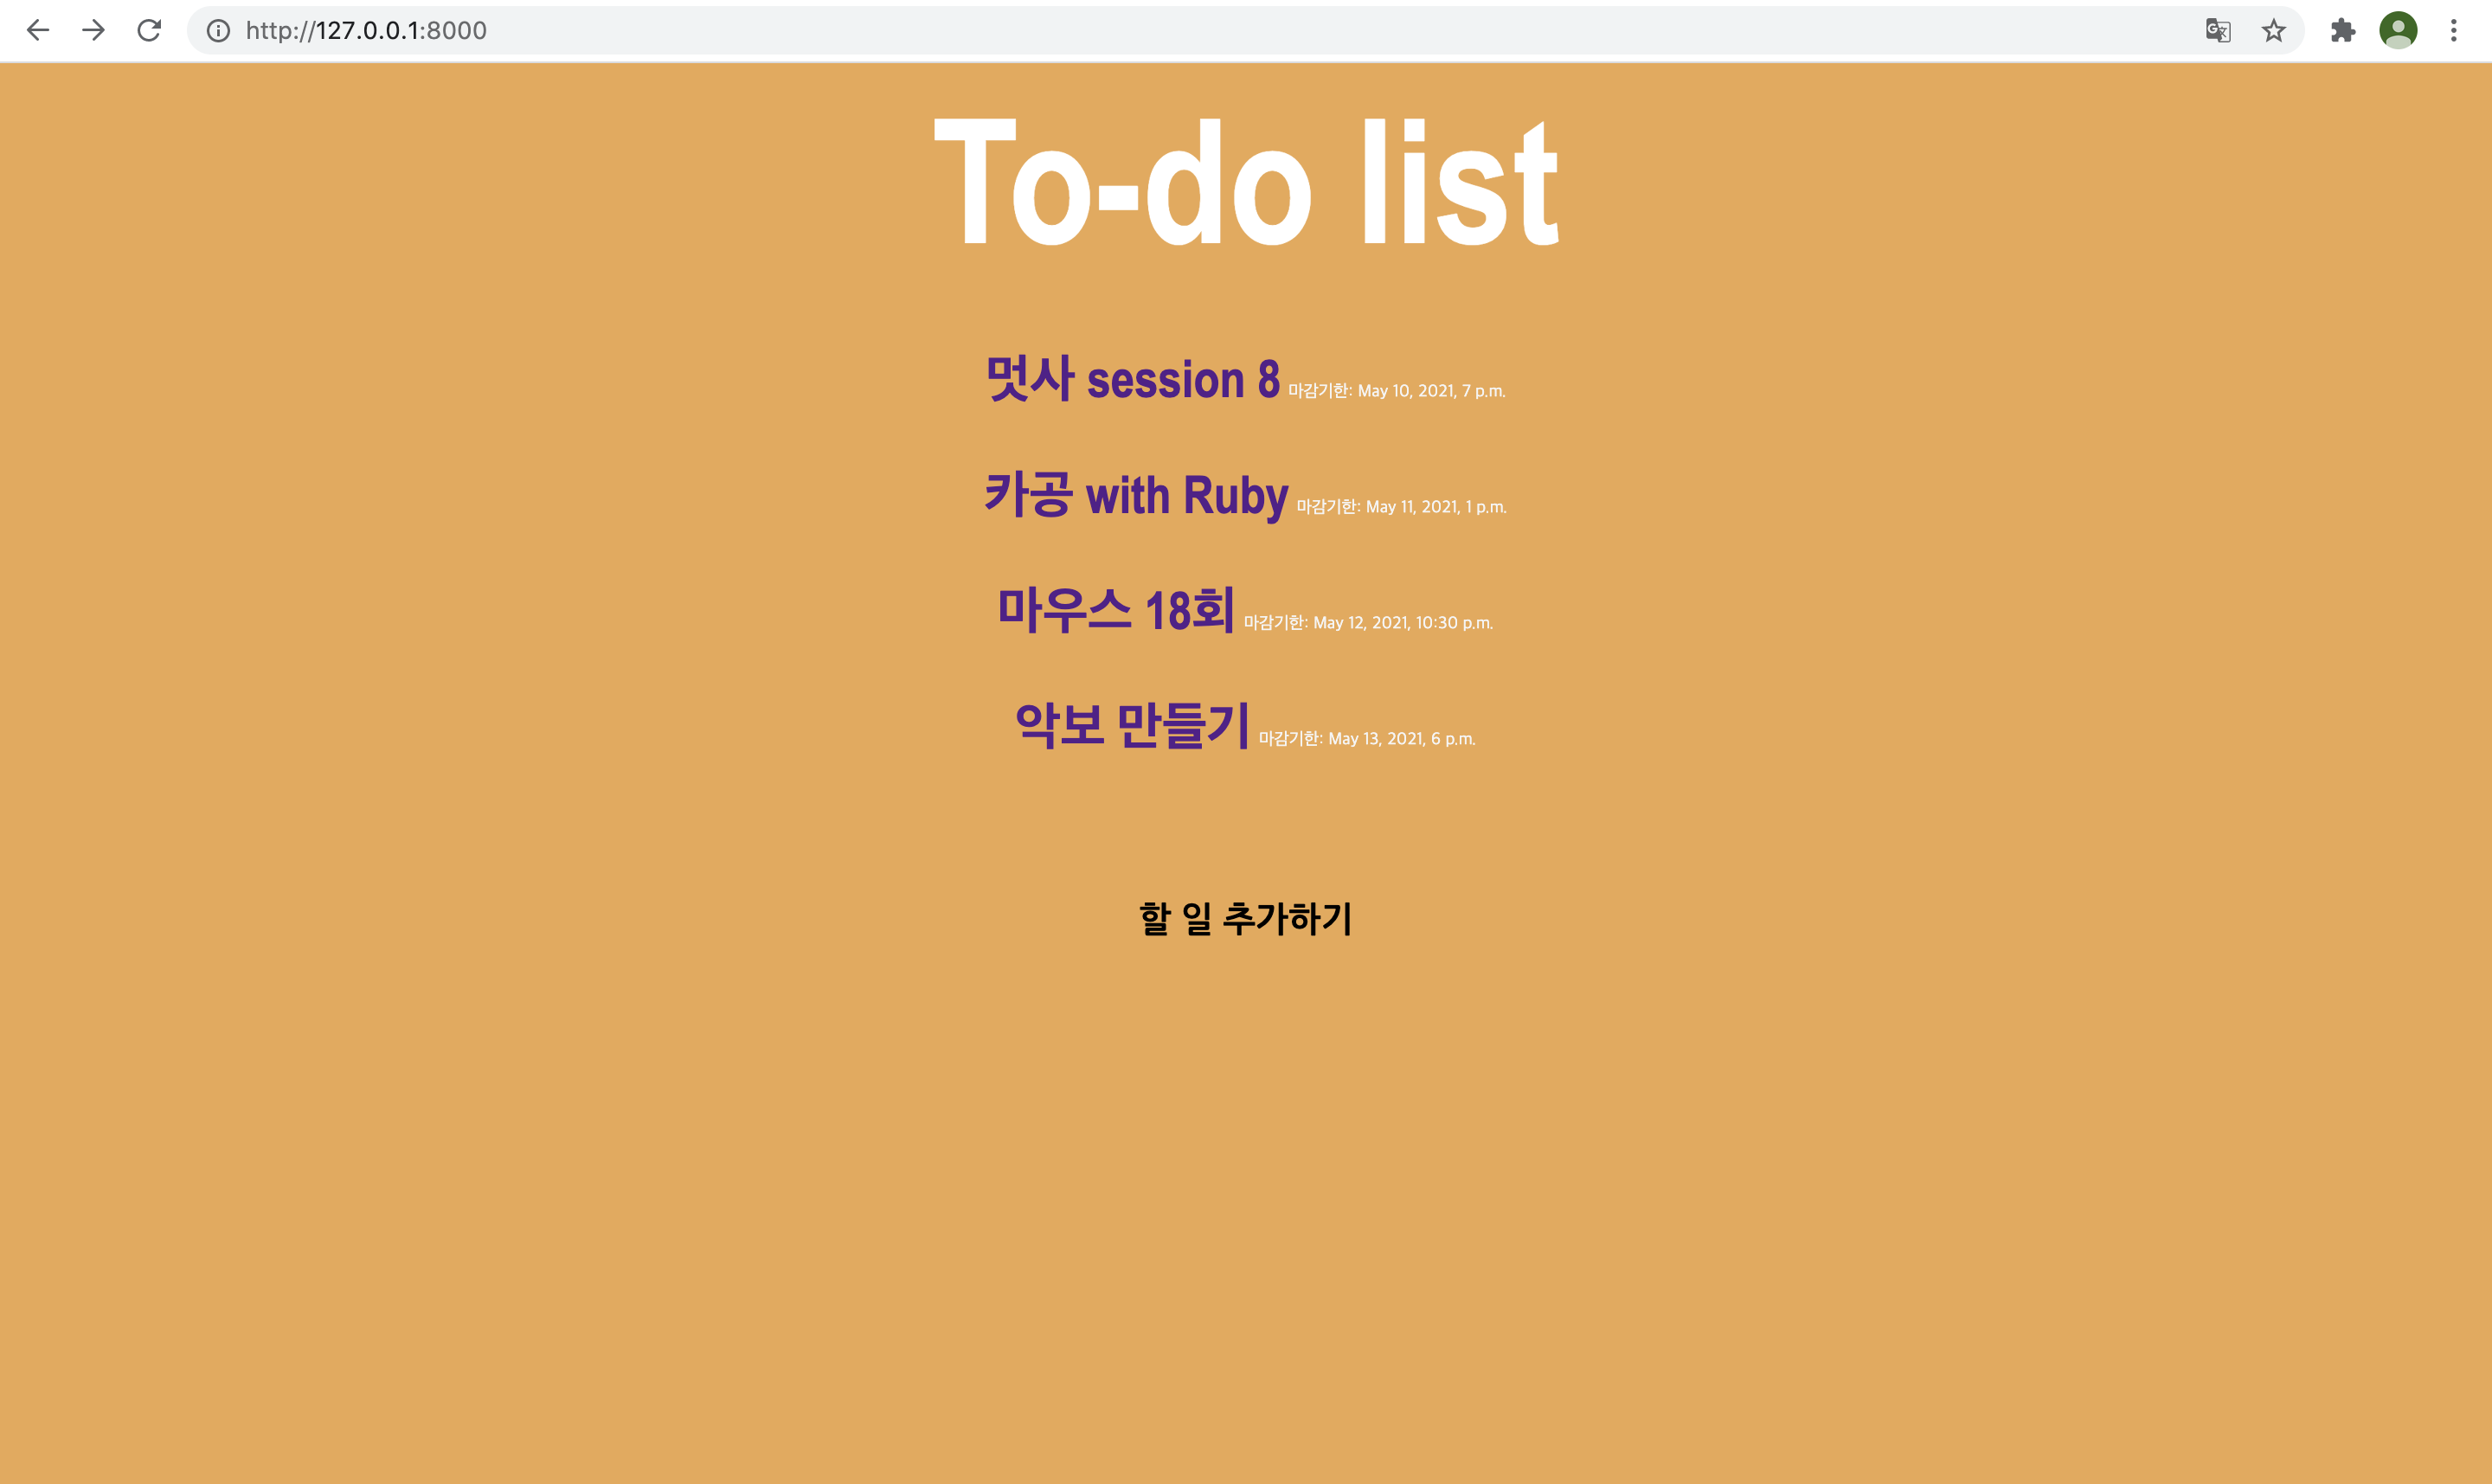 http://127.0.0.1:8000
To-do list
멋사 session 8 마감기한: May 10, 2021, 7 p.m.
카공 with Ruby 마감기한: May 11, 2021, 1 p.m.
마우스 18회 마감기한: May 12, 2021, 10:30 p.m.
악보 만들기 마감기한: May 13, 2021, 6 p.m.
할 일 추가하기